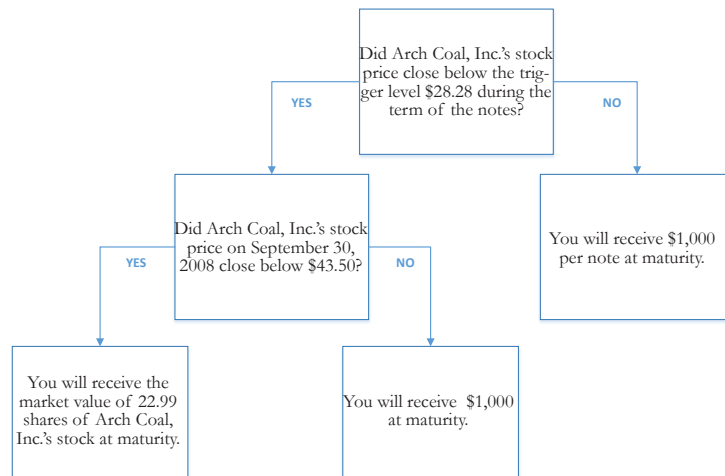 Did Arch Coal, Inc.'s stock
price close below the trig-
ger level $28.28 during the
term of the notes?
YES
NO
Did Arch Coal, Inc.'s stock
price on September 30,
2008 close below $43.50?
You will receive $1,000
per note at maturity.
YES
NO
You will receive the
market value of 22.99
shares of Arch Coal,
Inc.'s stock at maturity.
You will receive $1,000
at maturity.